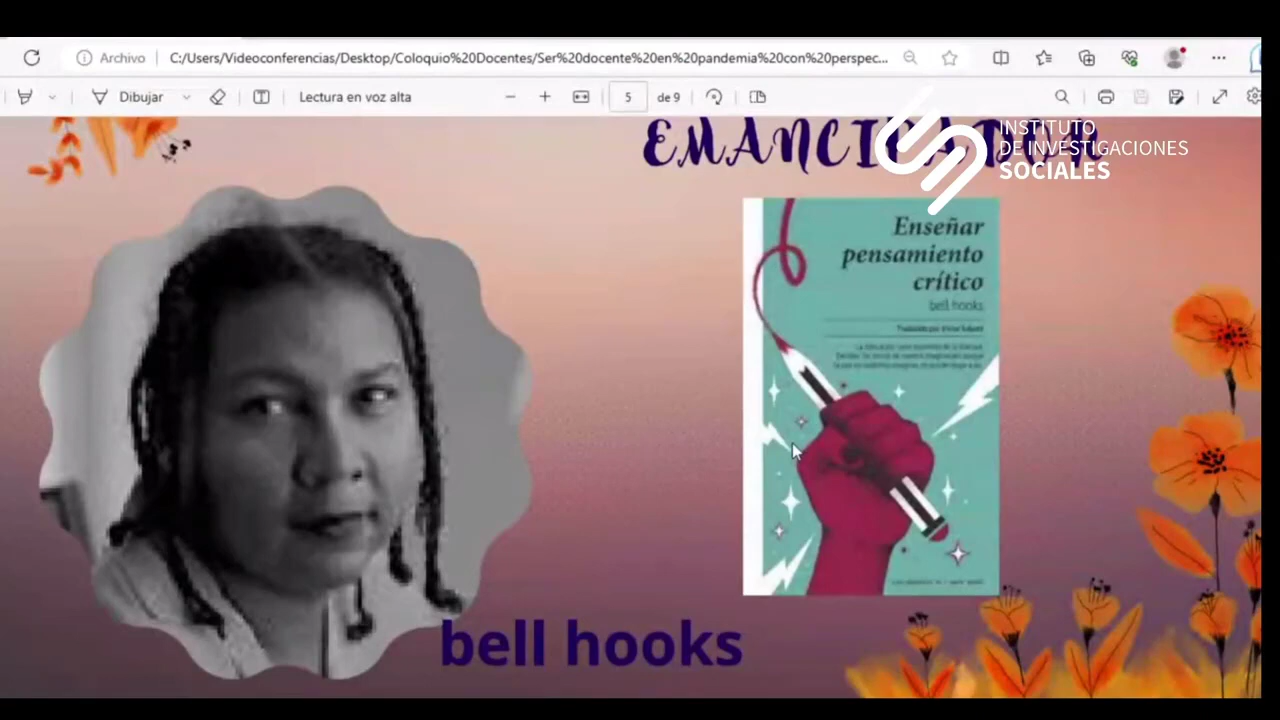 Archivo
C:/Users/Videoconferencias/Desktop/Coloquio%20Docentes/Ser%20docente%20en%20pandemia%20con%20perspec...
Dibujar
Lectura en voz alta
5
de 9
INSTITUTO
DE INVESTIGACIONES
SOCIALES
Enseñar
pensamiento
crítico
bell hooks
bell hooks